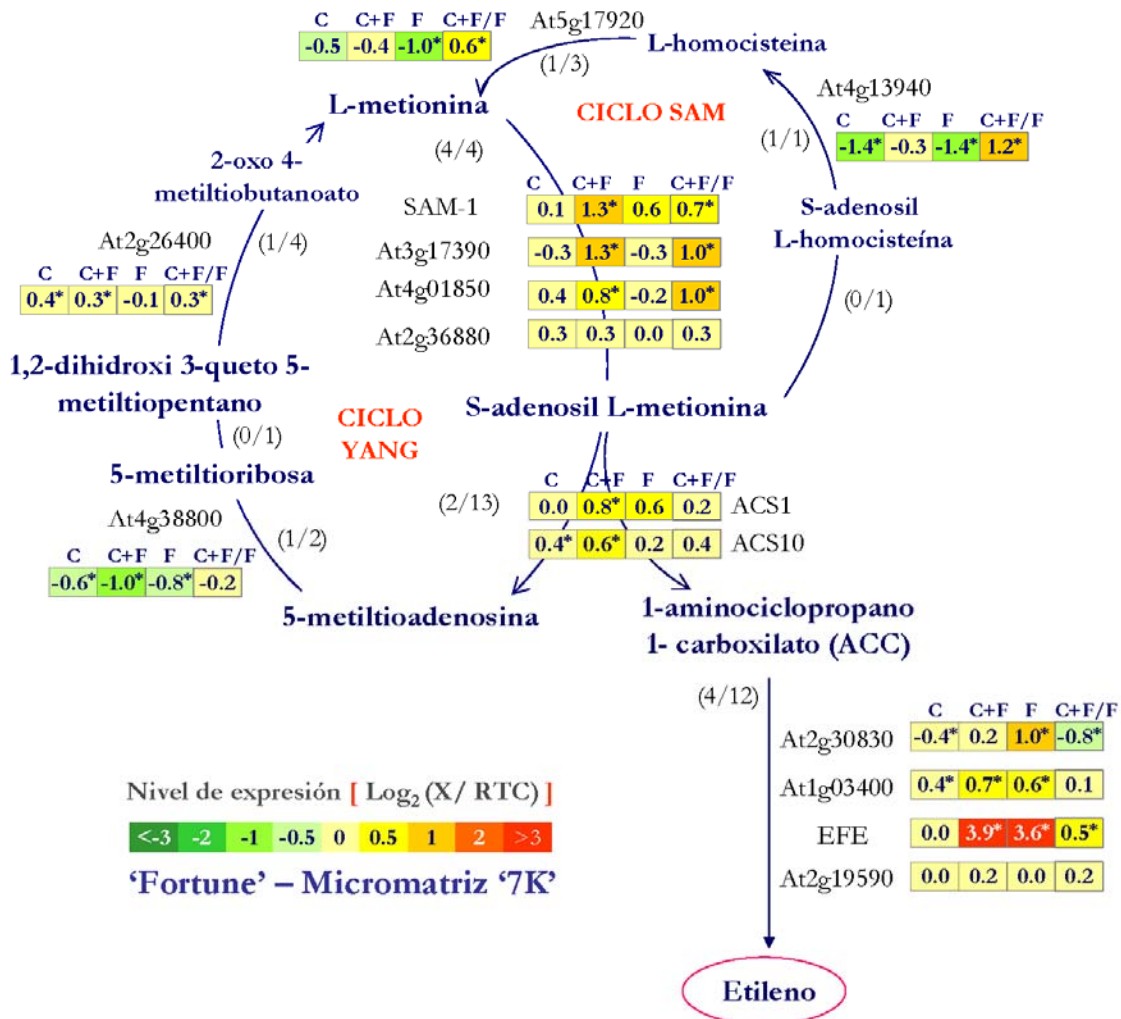 C C+F F C+F/F
-0.5 -0.4 -1.0* 0.6*
At5g17920
(1/3)
L-homocisteina
L-metionina
CICLO SAM
At4g13940
C C+F F C+F/F
-1.4* -0.3 -1.4* 1.2*
(1/1)
(4/4)
2-oxo 4-
metiltiobutanoato
C C+F F C+F/F
SAM-1 0.1 1.3* 0.6 0.7*
At3g17390 -0.3 1.3* -0.3 1.0*
At4g01850 0.4 0.8* -0.2 1.0*
At2g36880 0.3 0.3 0.0 0.3
S-adenosil
L-homocisteína
(0/1)
At2g26400
(1/4)
C C+F F C+F/F
0.4* 0.3* -0.1 0.3*
1,2-dihidroxi 3-queto 5-
metiltiopentano
CICLO
YANG
S-adenosil L-metionina
(0/1)
5-metiltioribosa
At4g38800
(1/2)
C C+F F C+F/F
-0.6* -1.0* -0.8* -0.2
(2/13)
C C+F F C+F/F
0.0 0.8* 0.6 0.2 ACS1
0.4* 0.6* 0.2 0.4 ACS10
5-metiltioadenosina
1-aminociclopropano
1- carboxilato (ACC)
(4/12)
C C+F F C+F/F
At2g30830 -0.4* 0.2 1.0* -0.8*
At1g03400 0.4* 0.7* 0.6* 0.1
EFE 0.0 3.9* 3.6* 0.5*
At2g19590 0.0 0.2 0.0 0.2
Nivel de expresión [ Log₂ (X/ RTC) ]
<-3 -2 -1 -0.5 0 0.5 1 2 >3
‘Fortune’ – Micromatriz ‘7K’
Etileno